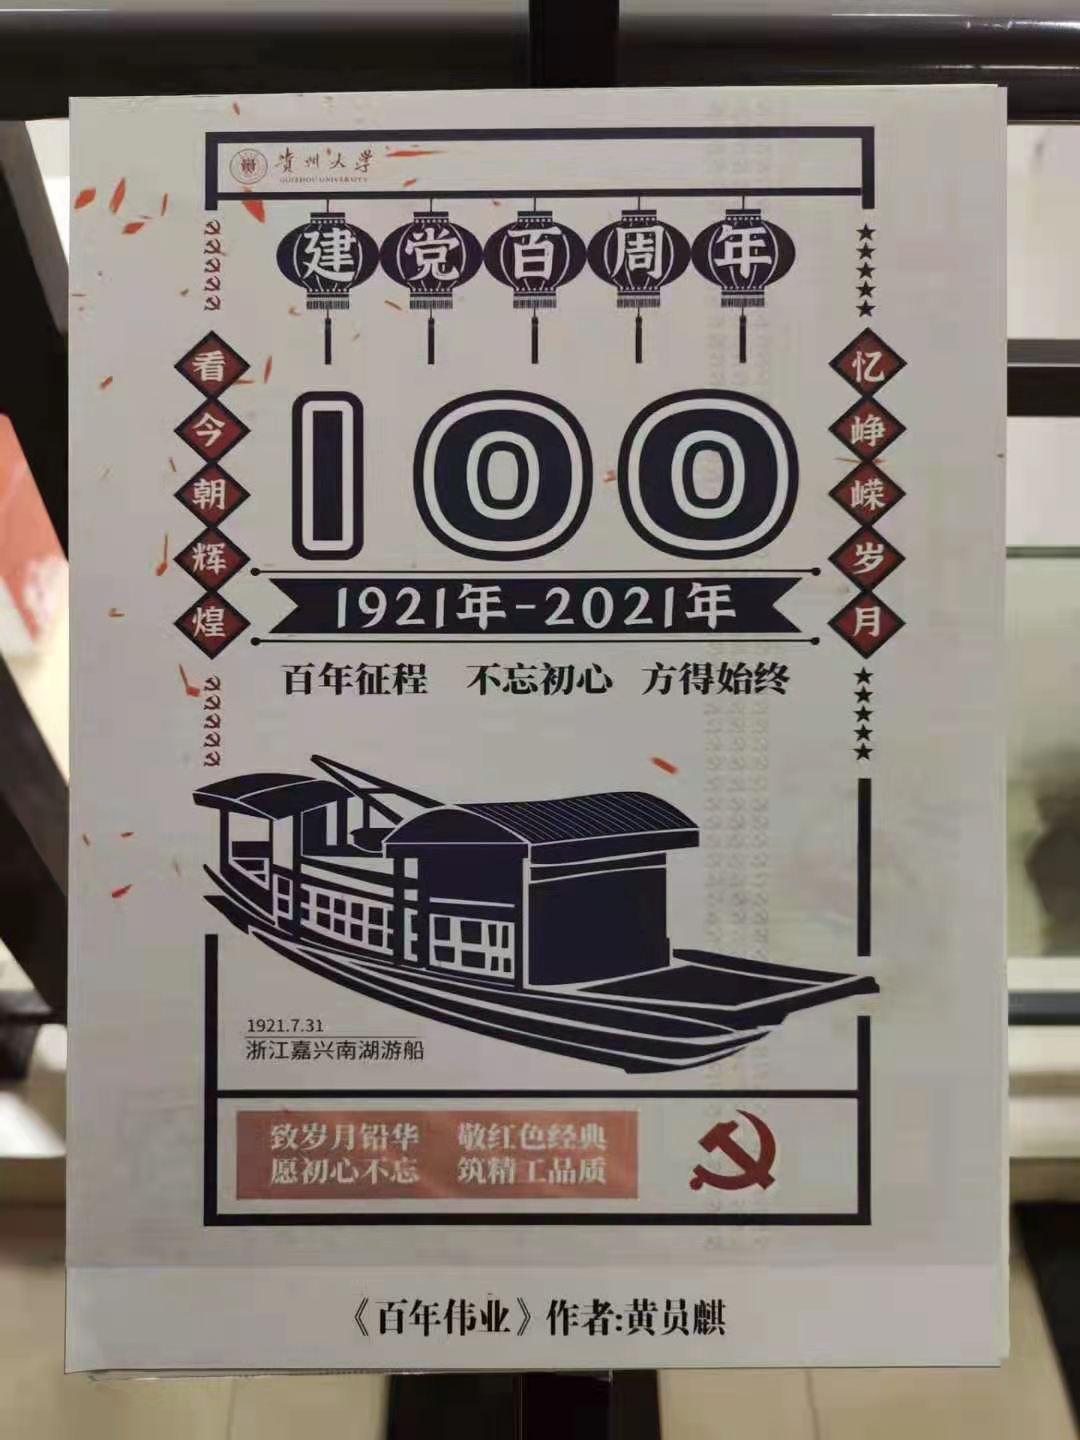 贵州大学
GUIZHOU UNIVERSITY
建党百周年
看今朝辉煌
忆峥嵘岁月
100
1921年-2021年
百年征程 不忘初心 方得始终
1921.7.31
浙江嘉兴南湖游船
致岁月铅华 敬红色经典
愿初心不忘 筑精工品质
《百年伟业》作者:黄员麒